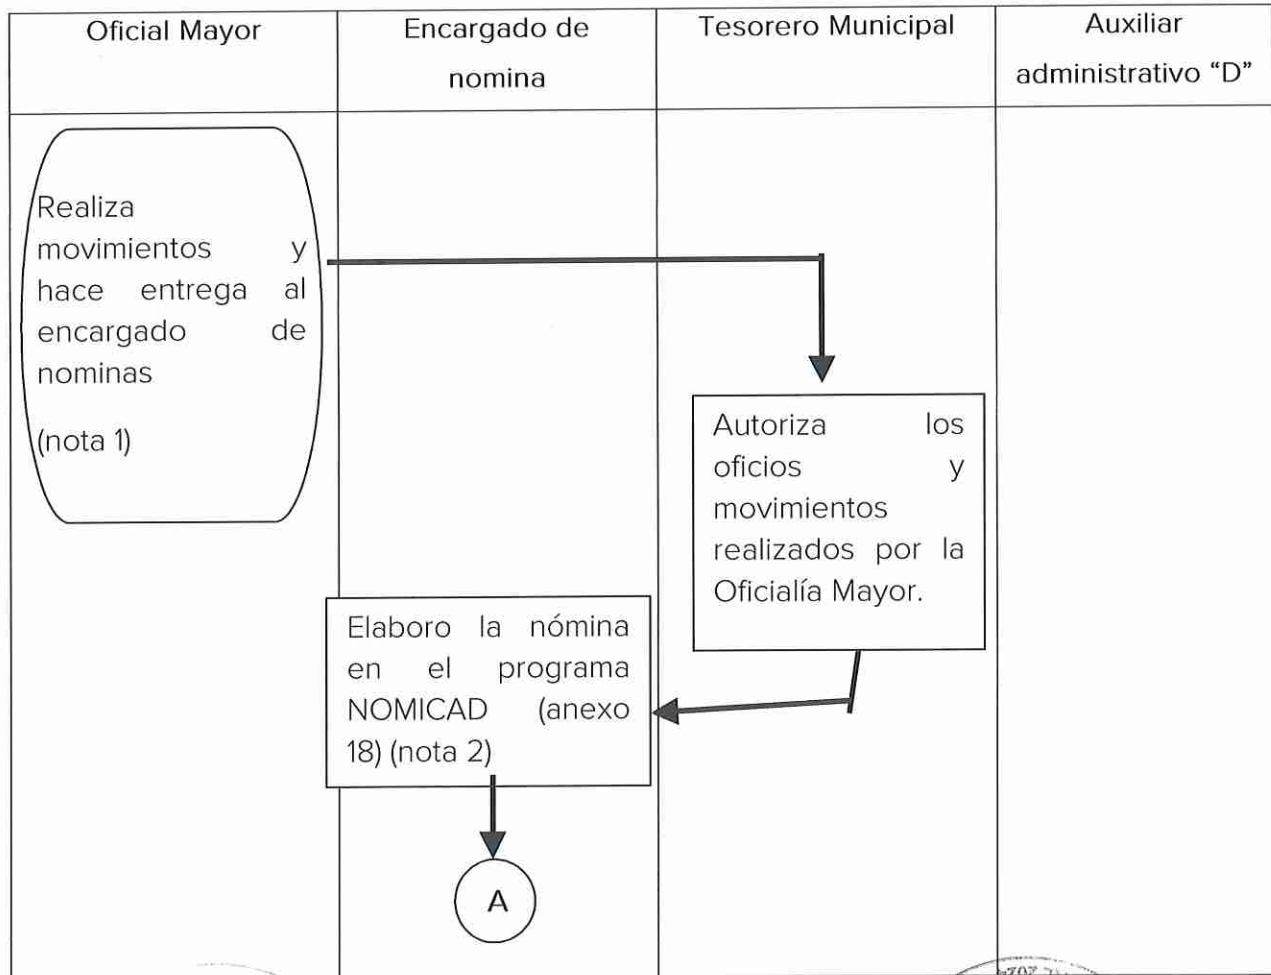 Oficial Mayor
Encargado de
nomina
Tesorero Municipal
Auxiliar
administrativo “D”
Realiza
movimientos y
hace entrega al
encargado de
nominas
(nota 1)
Autoriza los
oficios y
movimientos
realizados por la
Oficialía Mayor.
Elaboro la nómina
en el programa
NOMICAD (anexo
18) (nota 2)
A